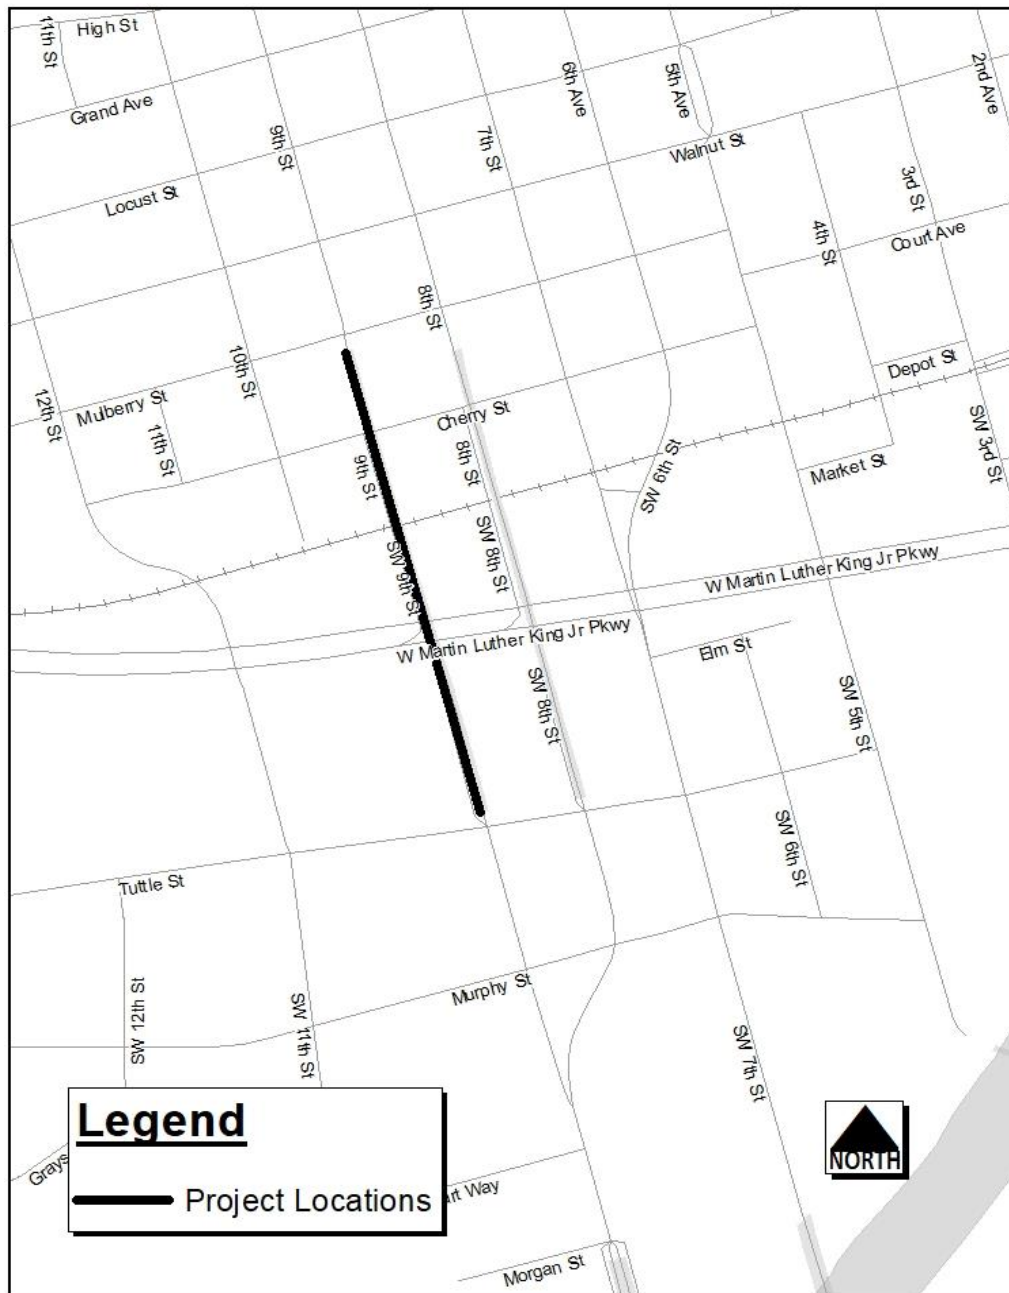 High St
11th St
Grand Ave
6th Ave
5th Ave
2nd Ave
9th St
7th St
Walnut St
Locust St
3rd St
4th St
Court Ave
8th St
10th St
12th St
Mulberry St
11th St
Depot St
Cherry St
8th St
9th St
SW 6th St
Market St
SW 3rd St
SW 8th St
SW 9th St
W Martin Luther King Jr Pkwy
W Martin Luther King Jr Pkwy
Elm St
SW 8th St
SW 5th St
SW 6th St
Tuttle St
Murphy St
SW 12th St
SW 11th St
SW 7th St
Legend
NORTH
Grays
Project Locations
rt Way
Morgan St